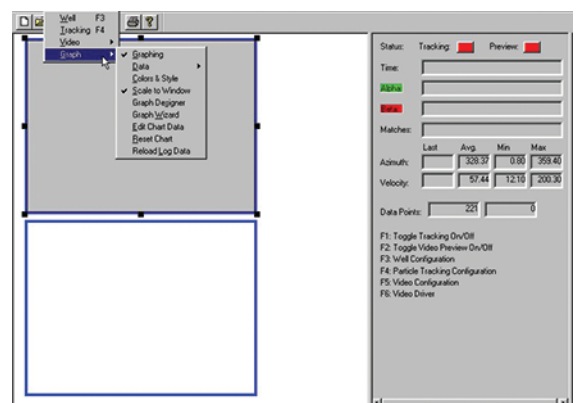 Well F3
Tracking F4
Video
Graph
Graphing
Data
Colors & Style
Scale to Window
Graph Designer
Graph Wizard
Edit Chart Data
Reset Chart
Reload Log Data
Status: Tracking: Preview:
Time:
Alpha:
Beta:
Matches:
Last Avg. Min Max
Azimuth: 328.37 0.80 359.40
Velocity: 57.44 12.10 200.30
Data Points: 221 0
F1: Toggle Tracking On/Off
F2: Toggle Video Preview On/Off
F3: Well Configuration
F4: Particle Tracking Configuration
F5: Video Configuration
F6: Video Driver